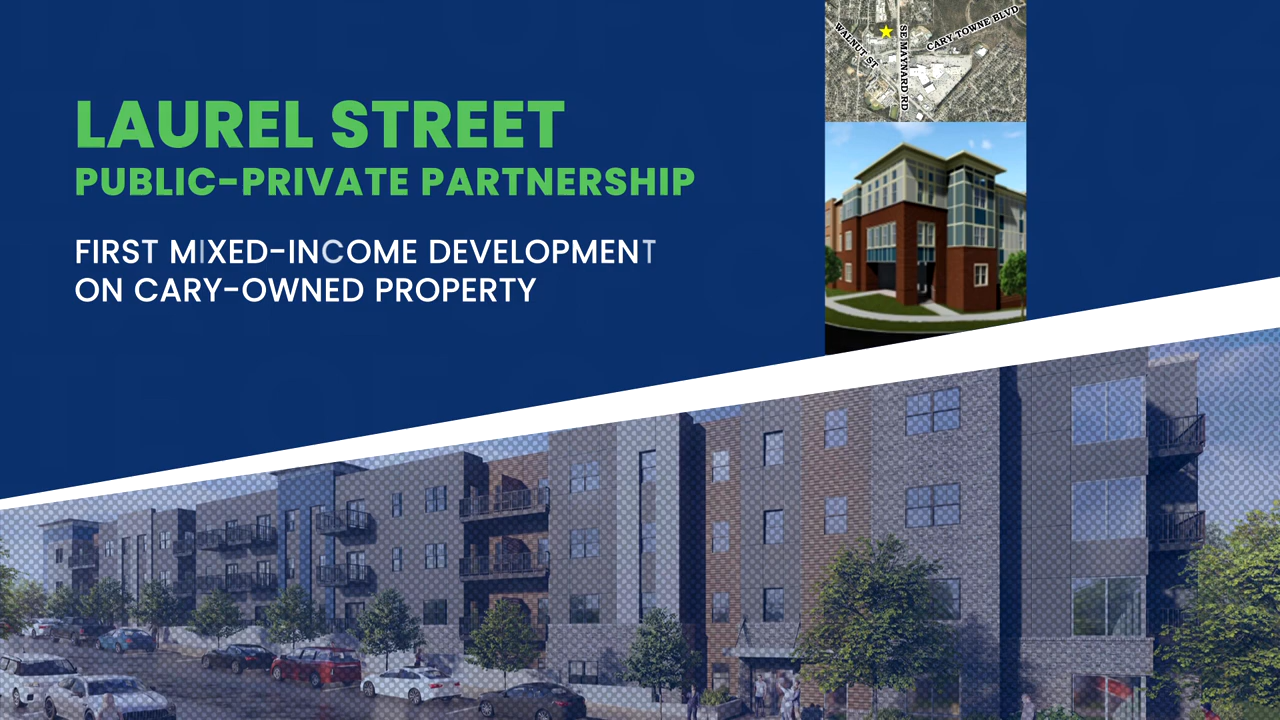 LAUREL STREET
PUBLIC-PRIVATE PARTNERSHIP
FIRST MIXED-INCOME DEVELOPMENT
ON CARY-OWNED PROPERTY
WALNUT ST
SE MAYNARD RD
CARY TOWNE BLVD